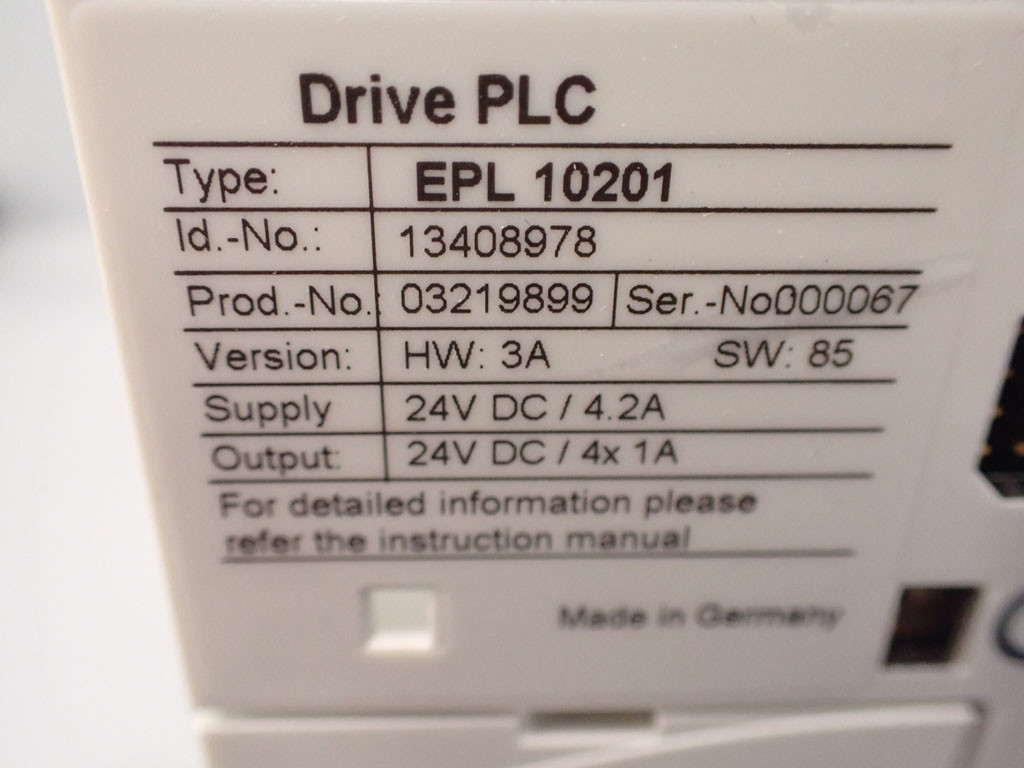 Drive PLC
Type: EPL 10201
Id.-No.: 13408978
Prod.-No. 03219899 Ser.-No000067
Version: HW: 3A SW: 85
Supply 24V DC / 4.2A
Output: 24V DC / 4x 1A
For detailed information please
refer the instruction manual
Made in Germany